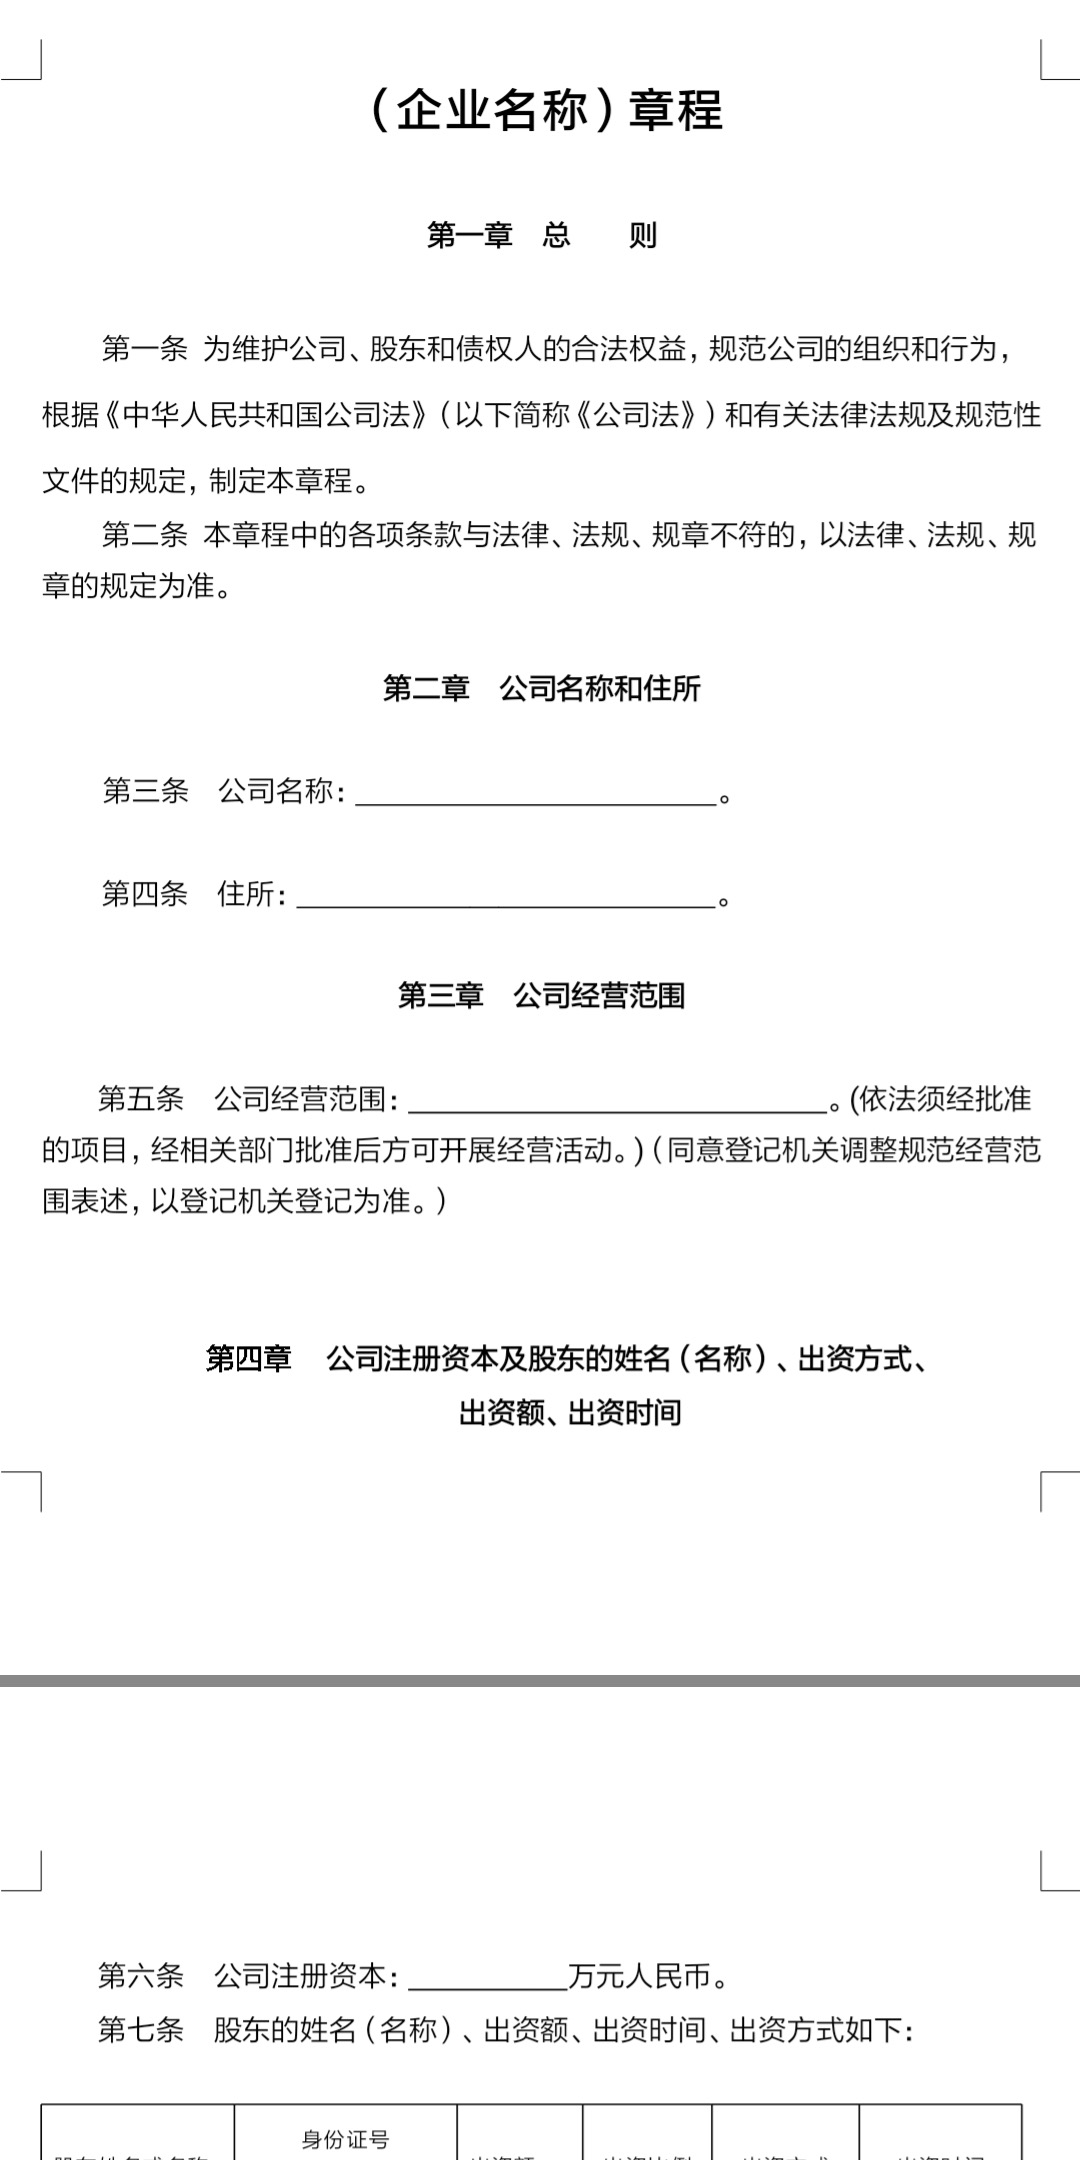 （企业名称）章程
第一章　总　　则
第一条 为维护公司、股东和债权人的合法权益，规范公司的组织和行为，
根据《中华人民共和国公司法》（以下简称《公司法》）和有关法律法规及规范性
文件的规定，制定本章程。
第二条 本章程中的各项条款与法律、法规、规章不符的，以法律、法规、规
章的规定为准。
第二章　公司名称和住所
第三条　公司名称：_________________________。
第四条　住所：_____________________________。
第三章　公司经营范围
第五条　公司经营范围：_____________________________。(依法须经批准
的项目，经相关部门批准后方可开展经营活动。)（同意登记机关调整规范经营范
围表述，以登记机关登记为准。）
第四章　公司注册资本及股东的姓名（名称）、出资方式、
出资额、出资时间
第六条　公司注册资本：___________万元人民币。
第七条　股东的姓名（名称）、出资额、出资时间、出资方式如下：
身份证号